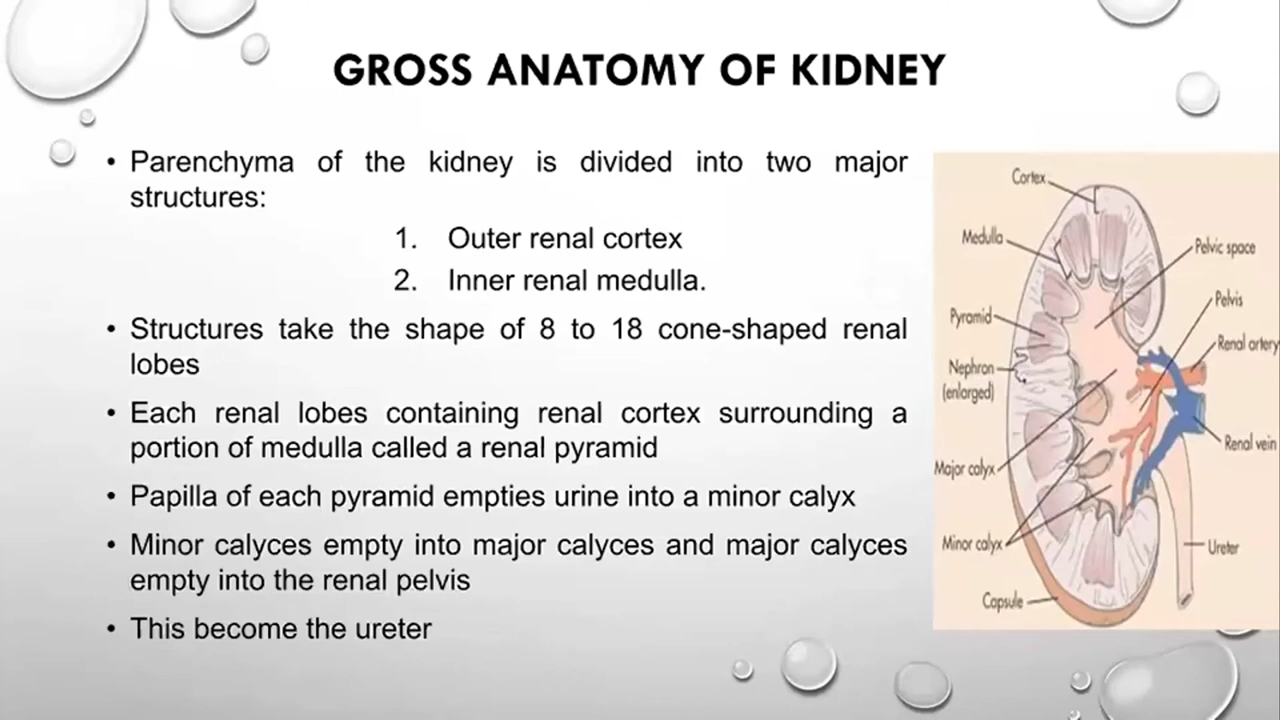 GROSS ANATOMY OF KIDNEY
• Parenchyma of the kidney is divided into two major
structures:
1. Outer renal cortex
2. Inner renal medulla.
• Structures take the shape of 8 to 18 cone-shaped renal
lobes
• Each renal lobes containing renal cortex surrounding a
portion of medulla called a renal pyramid
• Papilla of each pyramid empties urine into a minor calyx
• Minor calyces empty into major calyces and major calyces
empty into the renal pelvis
• This become the ureter
Cortex
Medulla
Pelvic space
Pelvis
Pyramid
Renal artery
Nephron
(enlarged)
Renal vein
Major calyx
Minor calyx
Ureter
Capsule